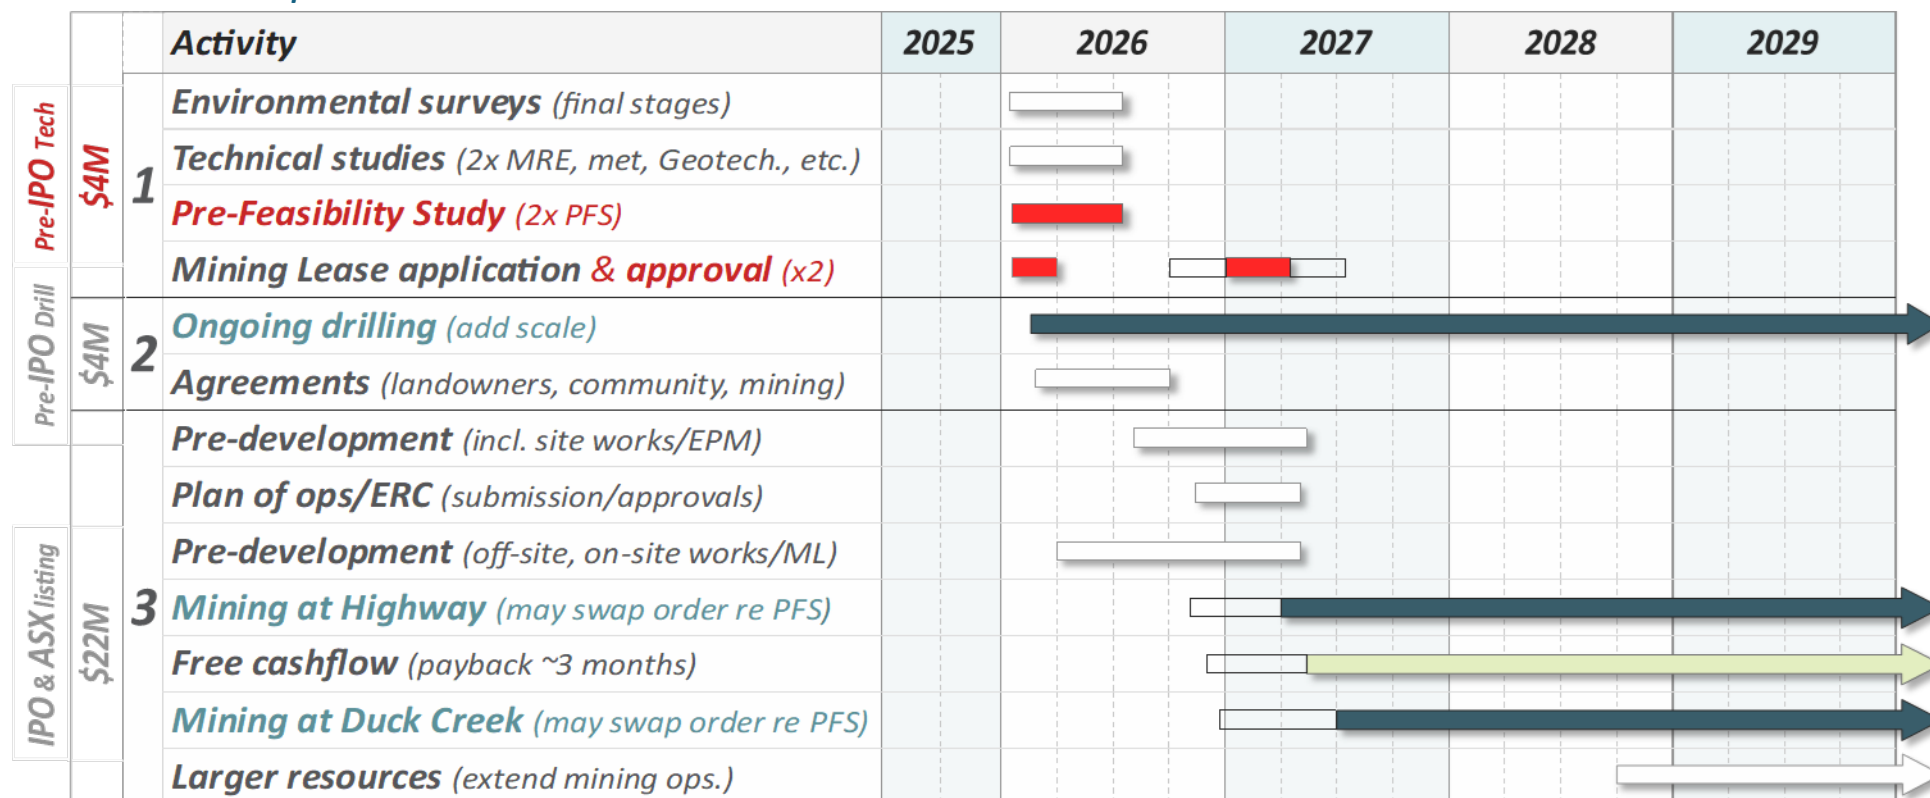 Activity 2025 2026 2027 2028 2029
Pre-IPO Tech
$4M
1
Environmental surveys (final stages)
Technical studies (2x MRE, met, Geotech., etc.)
Pre-Feasibility Study (2x PFS)
Mining Lease application & approval (x2)
Pre-IPO Drill
$4M
2
Ongoing drilling (add scale)
Agreements (landowners, community, mining)
IPO & ASX listing
$22M
3
Pre-development (incl. site works/EPM)
Plan of ops/ERC (submission/approvals)
Pre-development (off-site, on-site works/ML)
Mining at Highway (may swap order re PFS)
Free cashflow (payback ~3 months)
Mining at Duck Creek (may swap order re PFS)
Larger resources (extend mining ops.)